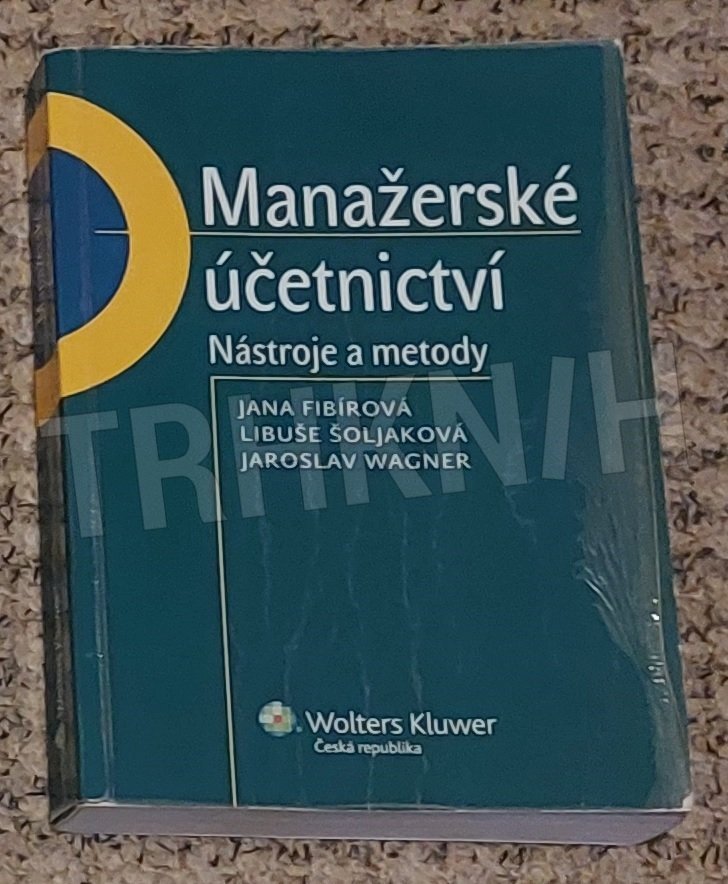 Manažerské
účetnictví
Nástroje a metody
JANA FIBÍROVÁ
LIBUŠE ŠOLJAKOVÁ
JAROSLAV WAGNER
TRHKNIH
Wolters Kluwer
Česká republika